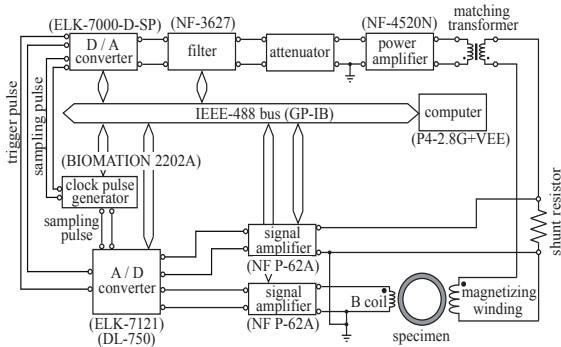 (ELK-7000-D-SP)
(NF-3627)
(NF-4520N)
matching
transformer
D / A
converter
filter
attenuator
power
amplifier
trigger pulse
sampling pulse
IEEE-488 bus (GP-IB)
computer
(P4-2.8G+VEE)
(BIOMATION 2202A)
clock pulse
generator
sampling
pulse
signal
amplifier
(NF P-62A)
shunt resistor
A / D
converter
signal
amplifier
(NF P-62A)
B coil
magnetizing
winding
(ELK-7121)
(DL-750)
specimen